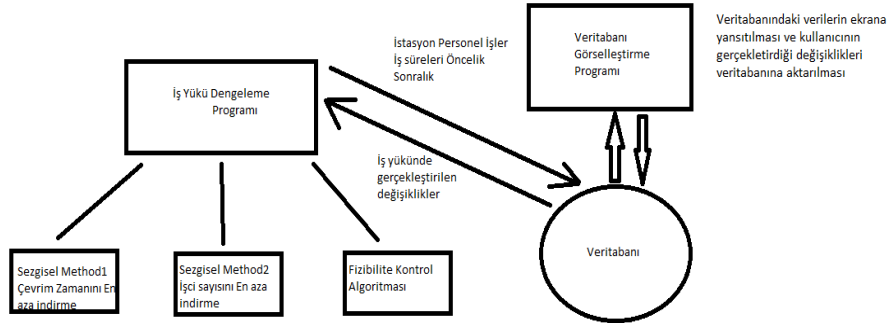 İş Yükü Dengeleme
Programı
İstasyon Personel İşler
İş süreleri Öncelik
Sonralık
Veritabanı
Görselleştirme
Programı
Veritabanındaki verilerin ekrana
yansıtılması ve kullanıcının
gerçekletirdiği değişiklikleri
veritabanına aktarılması
İş yükünde
gerçekleştirilen
değişiklikler
Veritabanı
Sezgisel Method1
Çevrim Zamanını En
aza indirme
Sezgisel Method2
İşci sayısını En aza
indirme
Fizibilite Kontrol
Algoritması